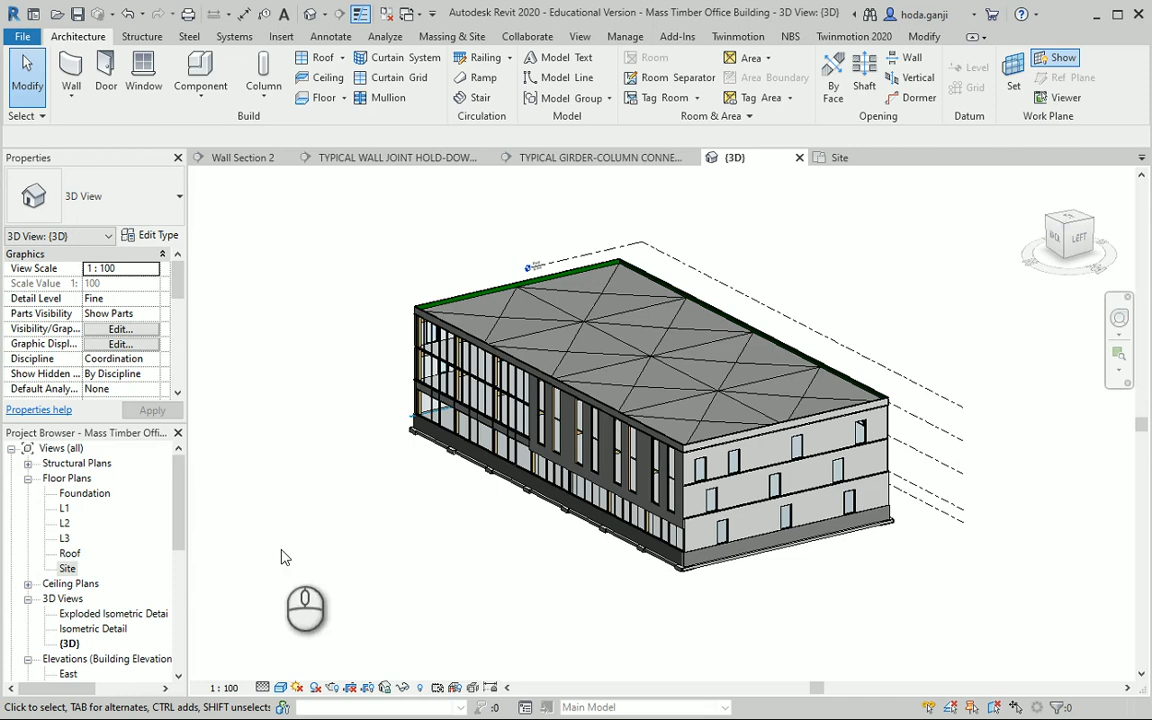 Autodesk Revit 2020 - Educational Version - Mass Timber Office Building - 3D View: {3D}
hoda.ganji
File Architecture Structure Steel Systems Insert Annotate Analyze Massing & Site Collaborate View Manage Add-Ins Twinmotion NBS Twinmotion 2020 Modify
Modify
Wall
Door
Window
Component
Column
Roof
Ceiling
Floor
Curtain System
Curtain Grid
Mullion
Railing
Ramp
Stair
Model Text
Model Line
Model Group
Room
Room Separator
Tag Room
Area
Area Boundary
Tag Area
By Face
Shaft
Wall
Vertical
Dormer
Level
Grid
Set
Show
Ref Plane
Viewer
Select Build Circulation Model Room & Area Opening Datum Work Plane
Properties
Wall Section 2
TYPICAL WALL JOINT HOLD-DOW...
TYPICAL GIRDER-COLUMN CONNE...
{3D}
Site
3D View
3D View: {3D} Edit Type
Graphics
View Scale 1 : 100
Scale Value 1: 100
Detail Level Fine
Parts Visibility Show Parts
Visibility/Grap... Edit...
Graphic Displ... Edit...
Discipline Coordination
Show Hidden ... By Discipline
Default Analy... None
Properties help Apply
Project Browser - Mass Timber Offi...
Views (all)
Structural Plans
Floor Plans
Foundation
L1
L2
L3
Roof
Site
Ceiling Plans
3D Views
Exploded Isometric Detai
Isometric Detail
{3D}
Elevations (Building Elevation
East
LEFT
1 : 100
Click to select, TAB for alternates, CTRL adds, SHIFT unselects.
:0
Main Model
:0